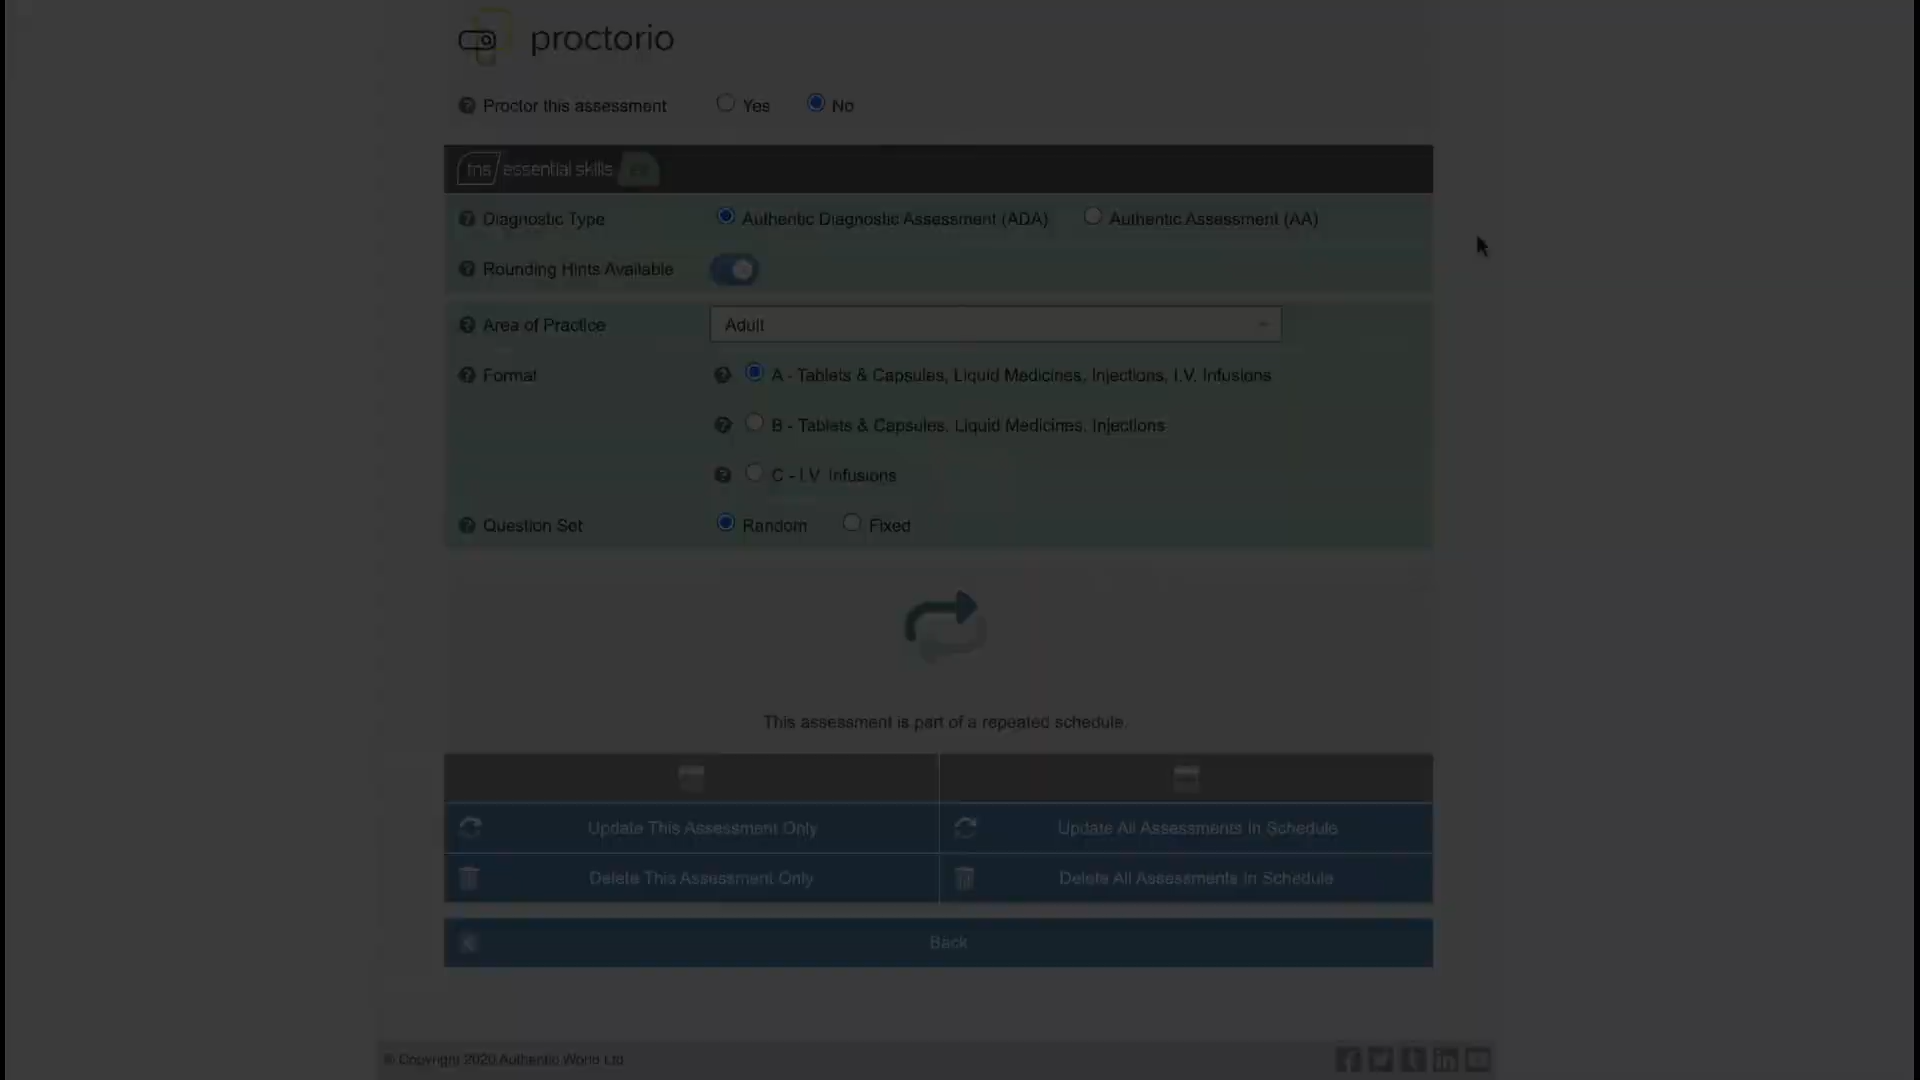 proctorio
Proctor this assessment Yes No
fns essential skills
Diagnostic Type Authentic Diagnostic Assessment (ADA) Authentic Assessment (AA)
Rounding Hints Available
Area of Practice Adult
Format A - Tablets & Capsules, Liquid Medicines, Injections, I.V. Infusions
B - Tablets & Capsules, Liquid Medicines, Injections
C - I.V. Infusions
Question Set Random Fixed
This assessment is part of a repeated schedule.
Update This Assessment Only Update All Assessments In Schedule
Delete This Assessment Only Delete All Assessments In Schedule
Back
© Copyright 2020 Authentic World Ltd